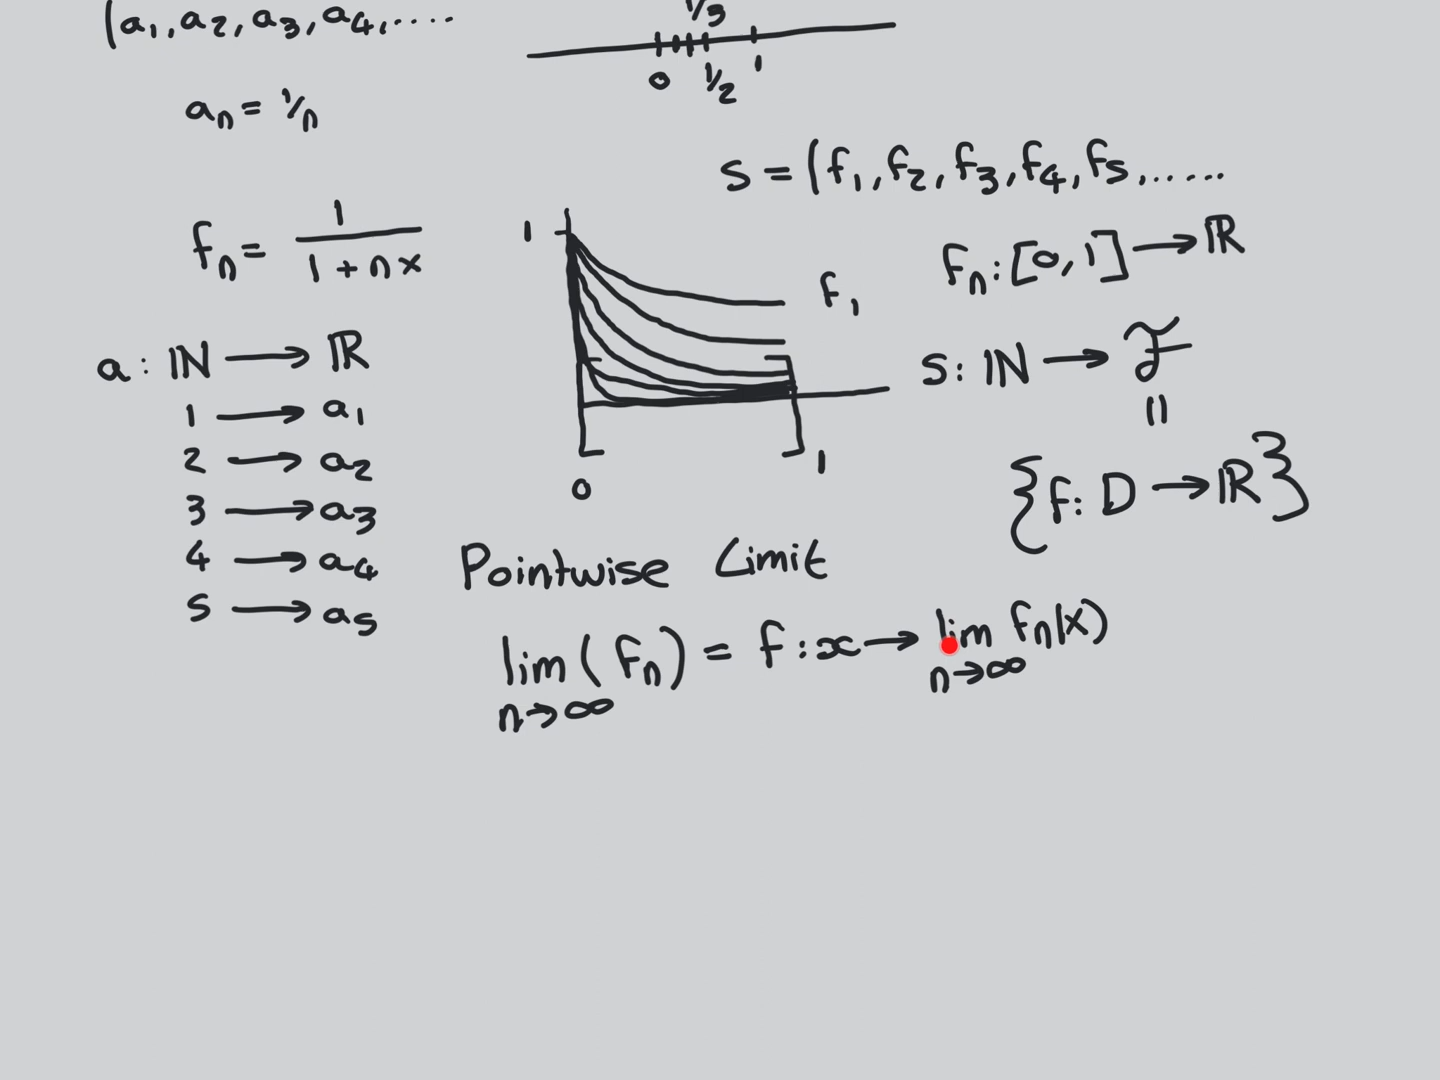 (a1, a2, a3, a4, ....
1/3
0 1/2 1
an = 1/n
s = (f1, f2, f3, f4, f5, .....
fn = 1 / 1 + nx
1
f1
fn: [0, 1] → ℝ
a: ℕ → ℝ
1 → a1
2 → a2
3 → a3
4 → a4
5 → a5
0 1
s: ℕ → ℱ
=
{f: D → ℝ}
Pointwise Limit
lim n→∞ (fn) = f: x → lim n→∞ fn(x)